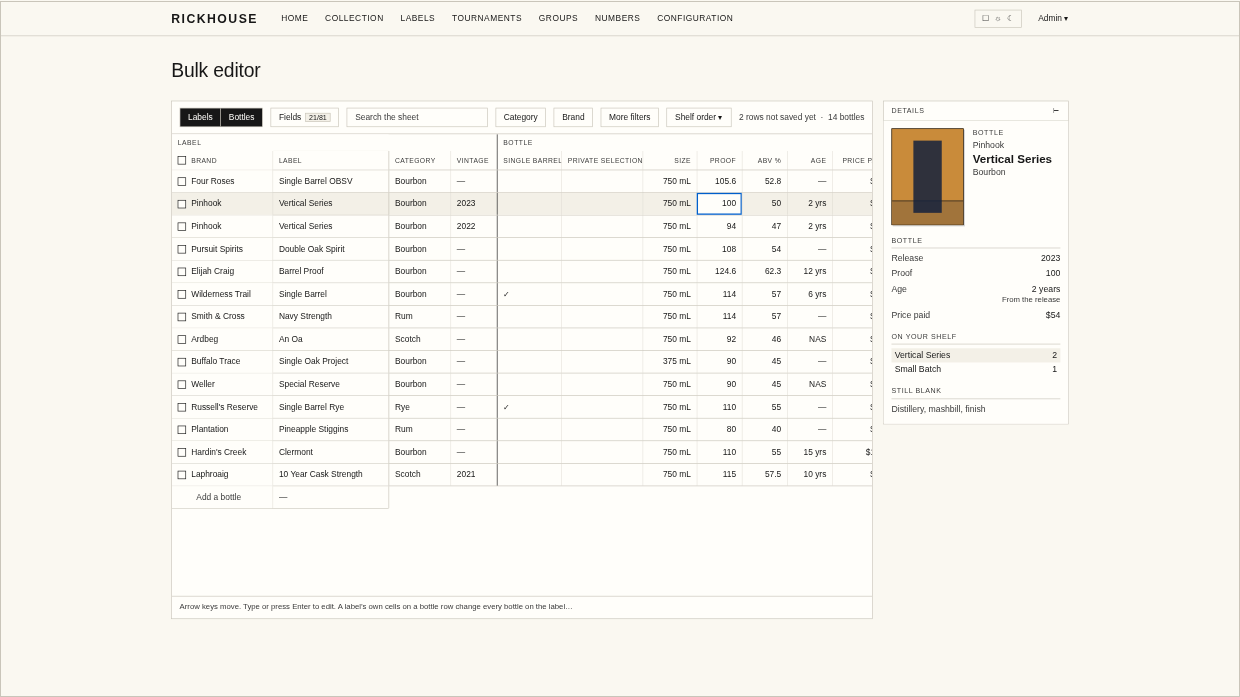 RICKHOUSE HOME COLLECTION LABELS TOURNAMENTS GROUPS NUMBERS CONFIGURATION Admin ▾
Bulk editor
Labels Bottles Fields 21/81 Search the sheet Category Brand More filters Shelf order ▾ 2 rows not saved yet · 14 bottles
LABEL BOTTLE
BRAND LABEL CATEGORY VINTAGE SINGLE BARREL PRIVATE SELECTION SIZE PROOF ABV % AGE PRICE P
Four Roses Single Barrel OBSV Bourbon — 750 mL 105.6 52.8 —
Pinhook Vertical Series Bourbon 2023 750 mL 100 50 2 yrs
Pinhook Vertical Series Bourbon 2022 750 mL 94 47 2 yrs
Pursuit Spirits Double Oak Spirit Bourbon — 750 mL 108 54 —
Elijah Craig Barrel Proof Bourbon — 750 mL 124.6 62.3 12 yrs
Wilderness Trail Single Barrel Bourbon — ✓ 750 mL 114 57 6 yrs
Smith & Cross Navy Strength Rum — 750 mL 114 57 —
Ardbeg An Oa Scotch — 750 mL 92 46 NAS
Buffalo Trace Single Oak Project Bourbon — 375 mL 90 45 —
Weller Special Reserve Bourbon — 750 mL 90 45 NAS
Russell's Reserve Single Barrel Rye Rye — ✓ 750 mL 110 55 —
Plantation Pineapple Stiggins Rum — 750 mL 80 40 —
Hardin's Creek Clermont Bourbon — 750 mL 110 55 15 yrs
Laphroaig 10 Year Cask Strength Scotch 2021 750 mL 115 57.5 10 yrs
Add a bottle —
Arrow keys move. Type or press Enter to edit. A label's own cells on a bottle row change every bottle on the label…
DETAILS
BOTTLE
Pinhook
Vertical Series
Bourbon
BOTTLE
Release 2023
Proof 100
Age 2 years
From the release
Price paid $54
ON YOUR SHELF
Vertical Series 2
Small Batch 1
STILL BLANK
Distillery, mashbill, finish